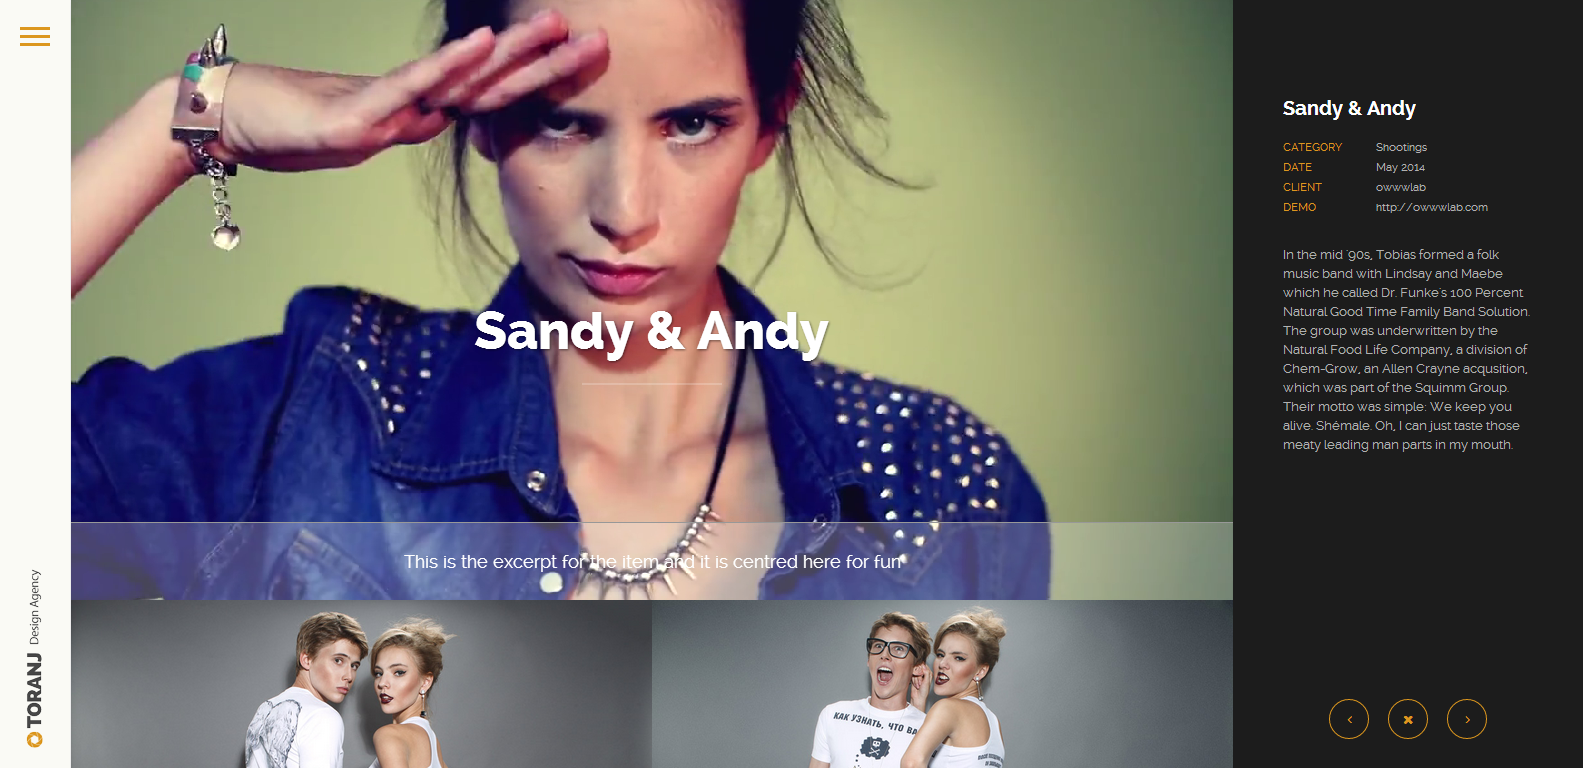 Sandy & Andy
This is the excerpt for the item and it is centred here for fun
КАК УЗНАТЬ, ЧТО ВА
TORANJ Design Agency
Sandy & Andy
CATEGORY Shootings
DATE May 2014
CLIENT owwwlab
DEMO http://owwwlab.com
In the mid '90s, Tobias formed a folk
music band with Lindsay and Maebe
which he called Dr. Funke's 100 Percent
Natural Good Time Family Band Solution.
The group was underwritten by the
Natural Food Life Company, a division of
Chem-Grow, an Allen Crayne acqusition,
which was part of the Squimm Group.
Their motto was simple: We keep you
alive. Shémale. Oh, I can just taste those
meaty leading man parts in my mouth.